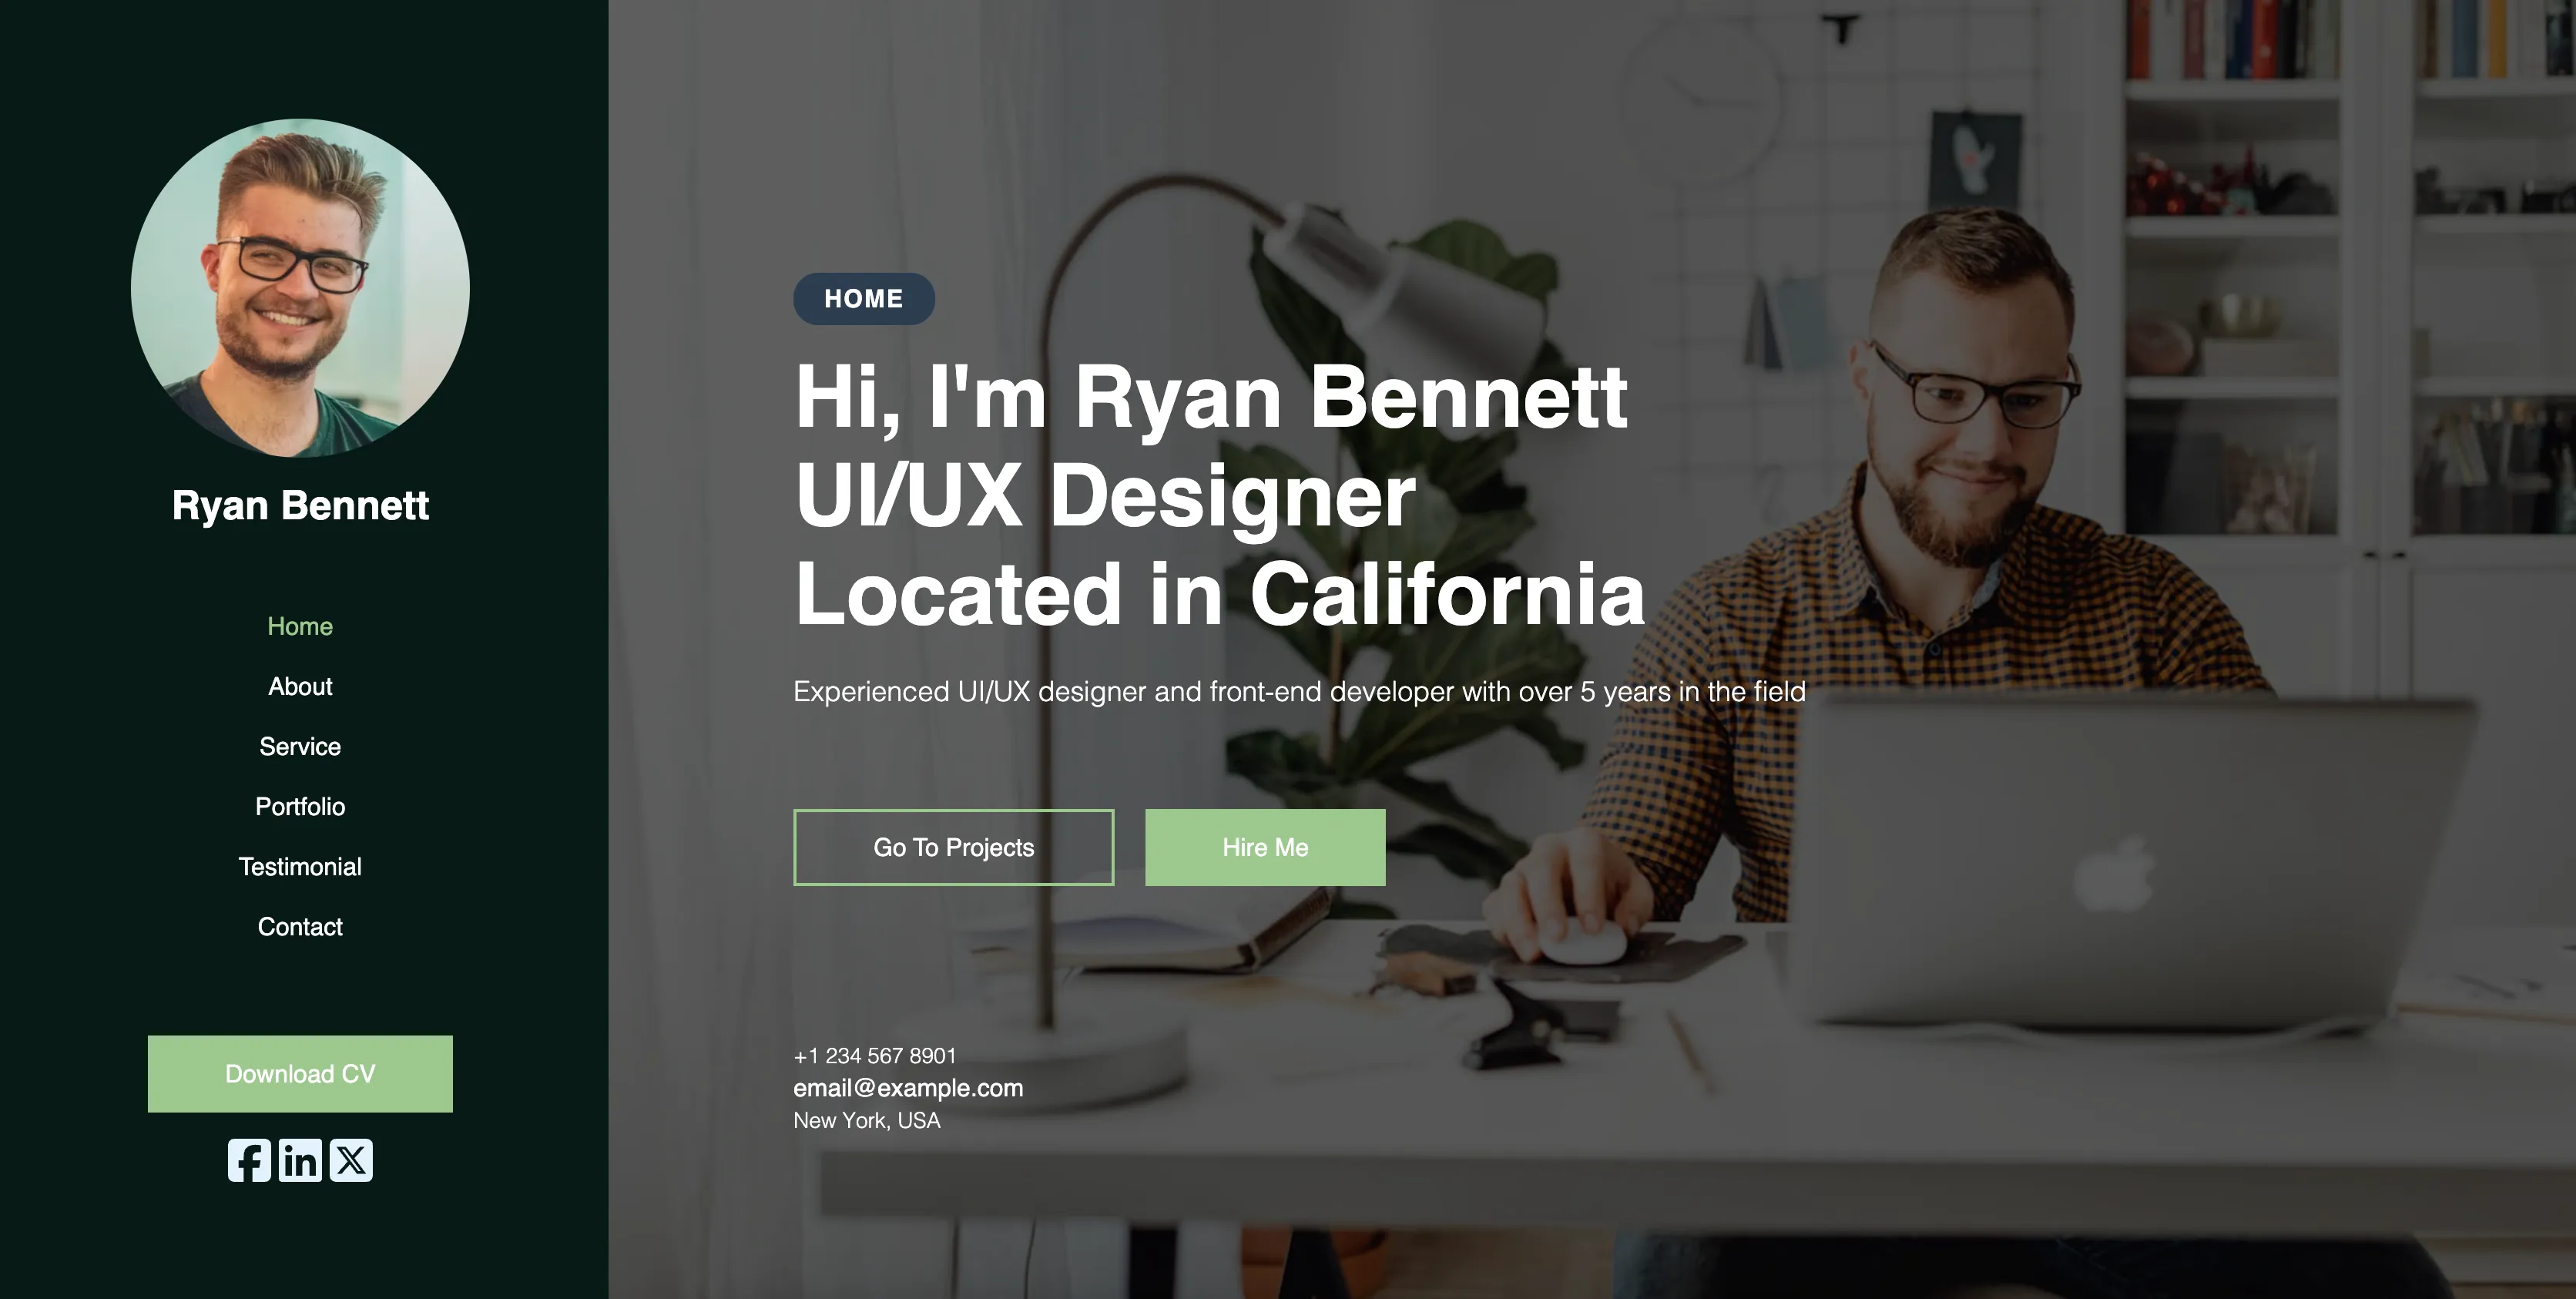 Ryan Bennett
Home
About
Service
Portfolio
Testimonial
Contact
Download CV
HOME
Hi, I'm Ryan Bennett
UI/UX Designer
Located in California
Experienced UI/UX designer and front-end developer with over 5 years in the field
Go To Projects
Hire Me
+1 234 567 8901
email@example.com
New York, USA